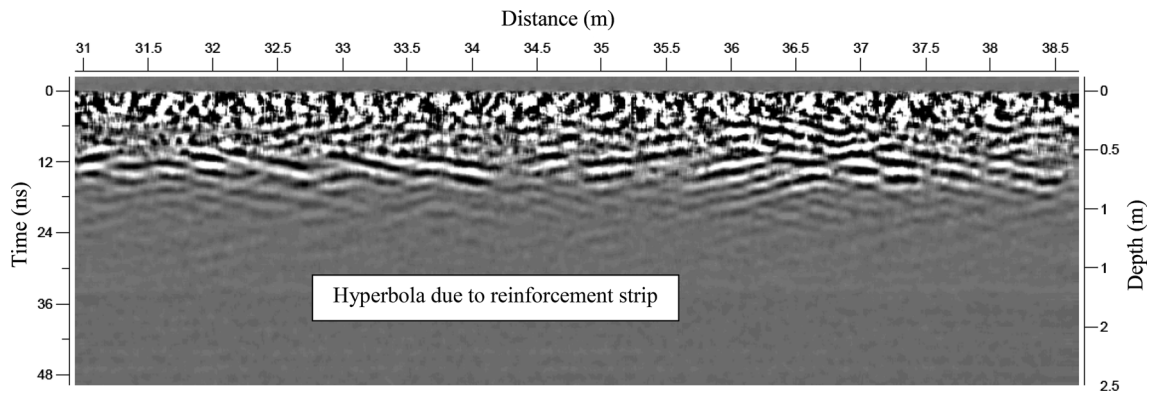 Distance (m)
31 31.5 32 32.5 33 33.5 34 34.5 35 35.5 36 36.5 37 37.5 38 38.5
0 0
0.5
12
Time (ns)
1
24
Depth (m)
1
Hyperbola due to reinforcement strip
36
2
48
2.5